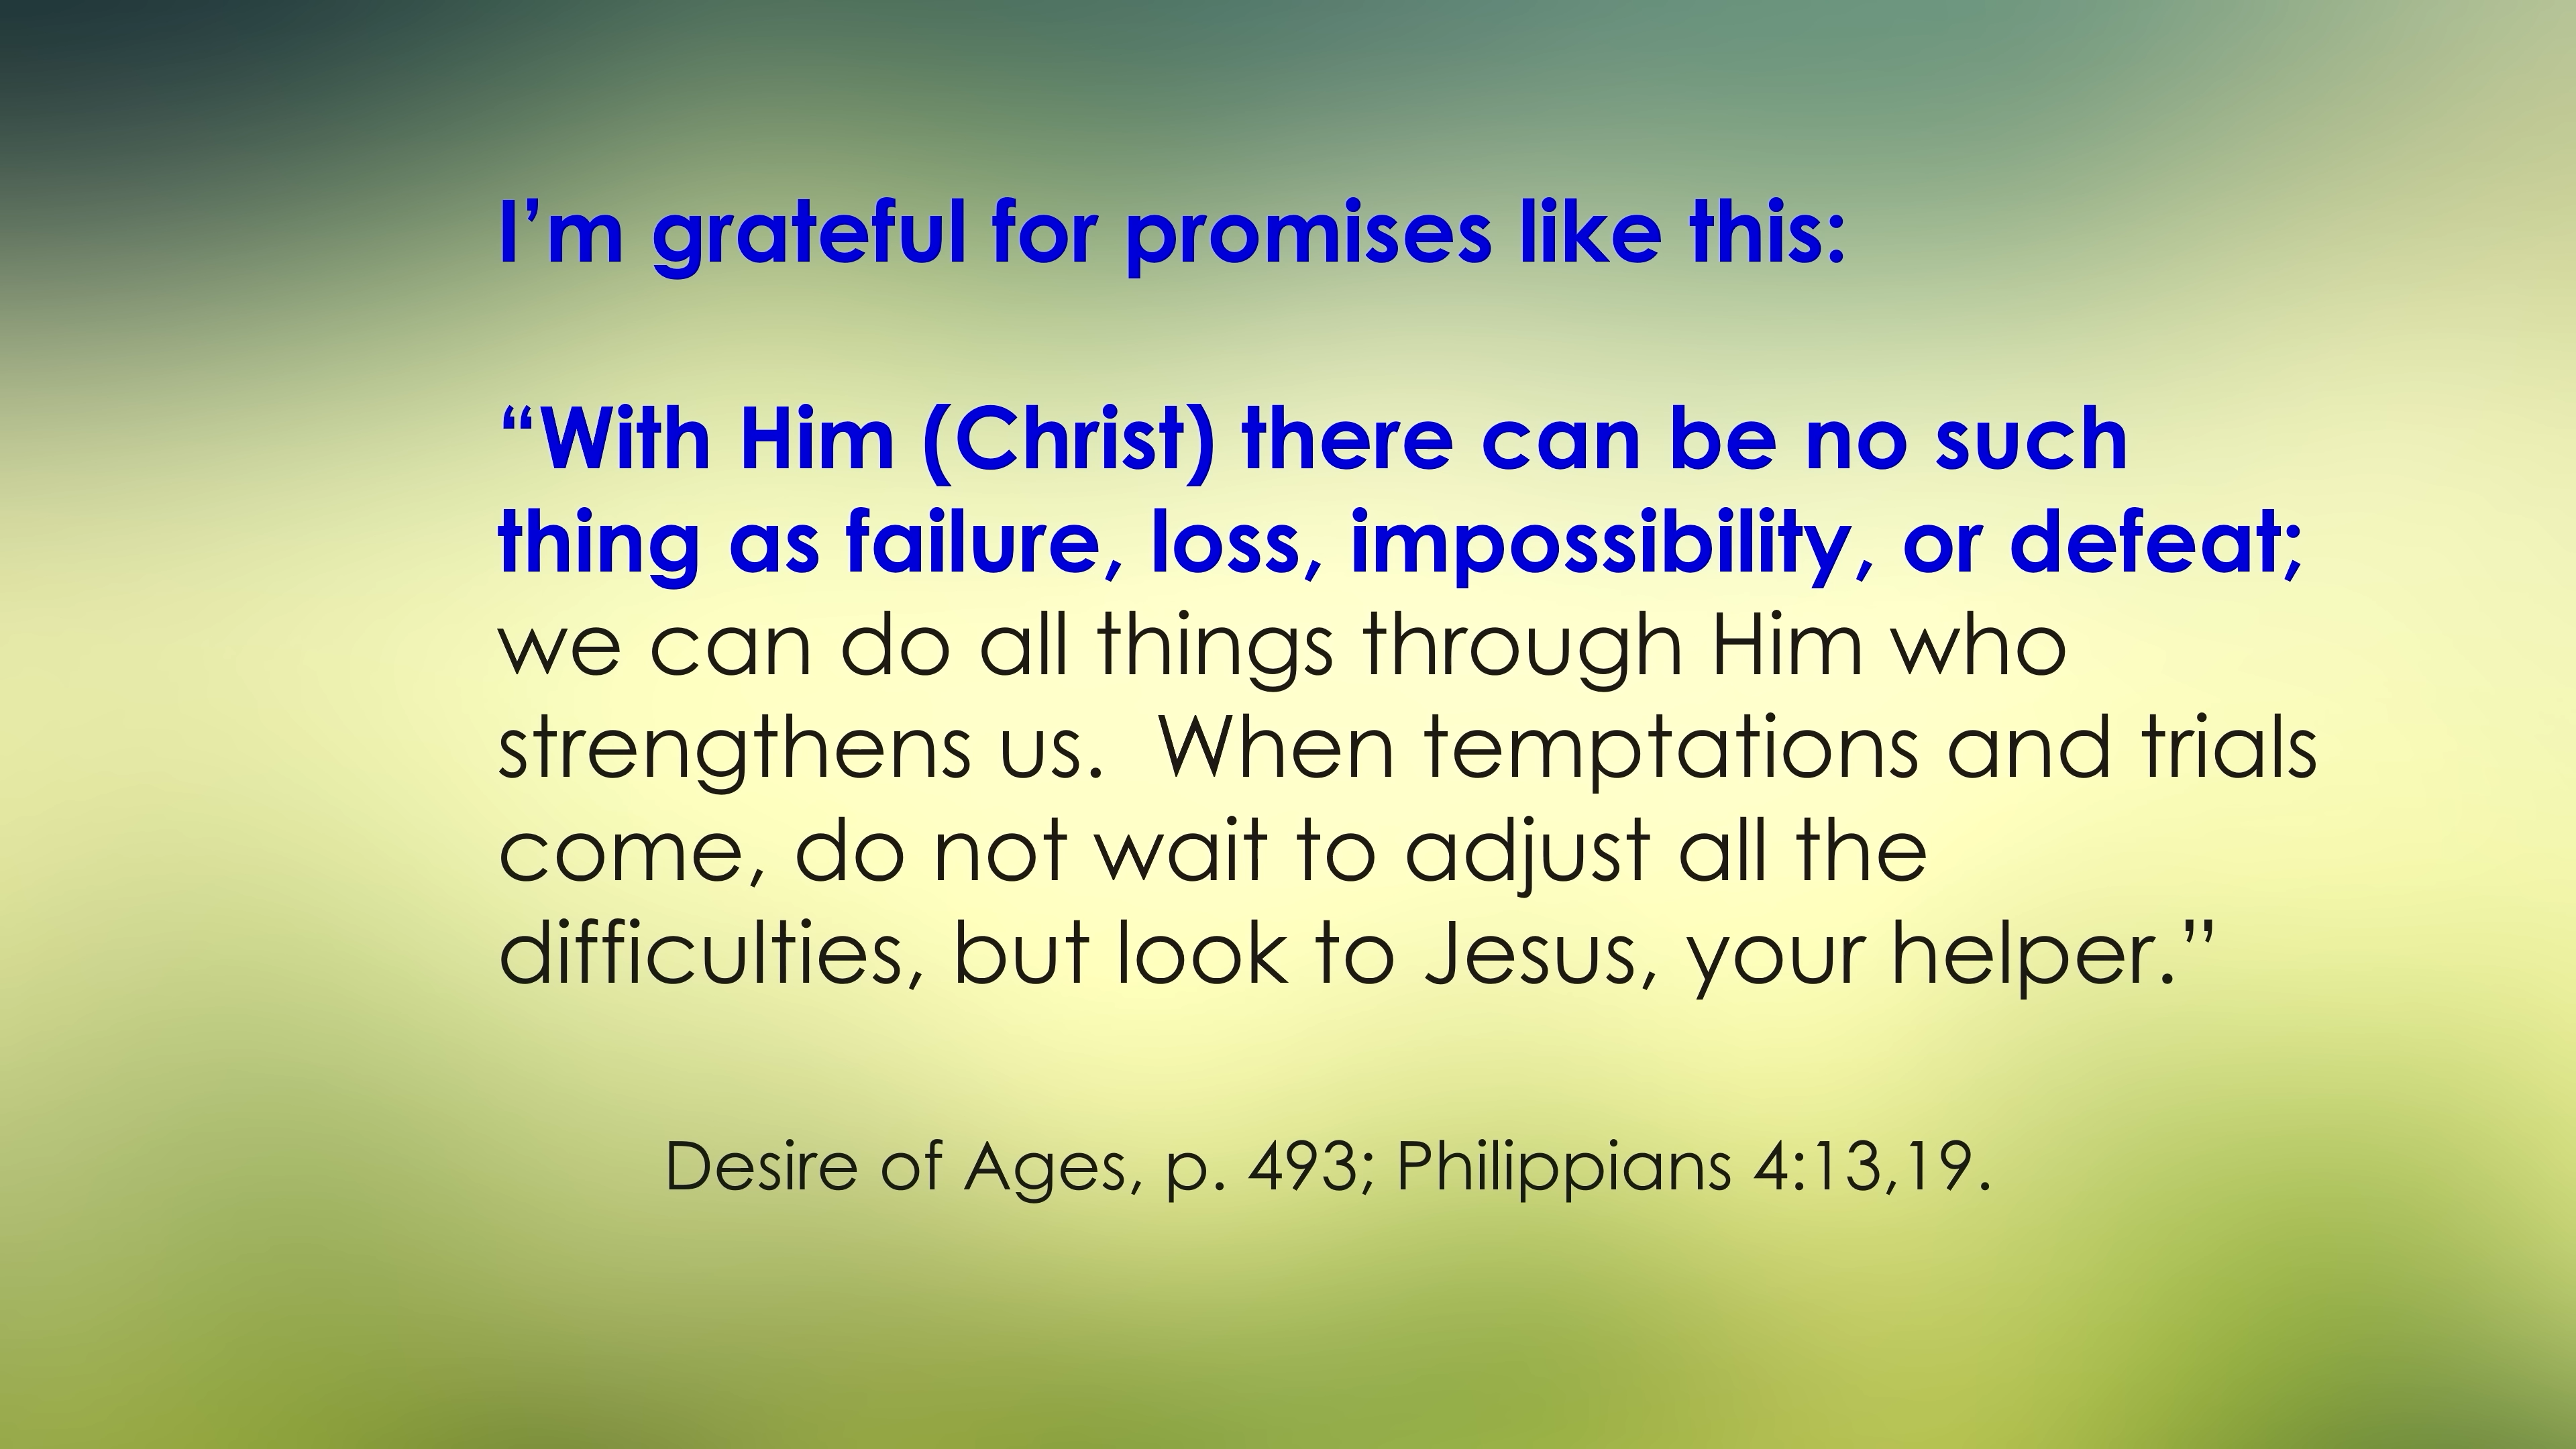 I’m grateful for promises like this:
“With Him (Christ) there can be no such
thing as failure, loss, impossibility, or defeat;
we can do all things through Him who
strengthens us.  When temptations and trials
come, do not wait to adjust all the
difficulties, but look to Jesus, your helper.”
Desire of Ages, p. 493; Philippians 4:13,19.